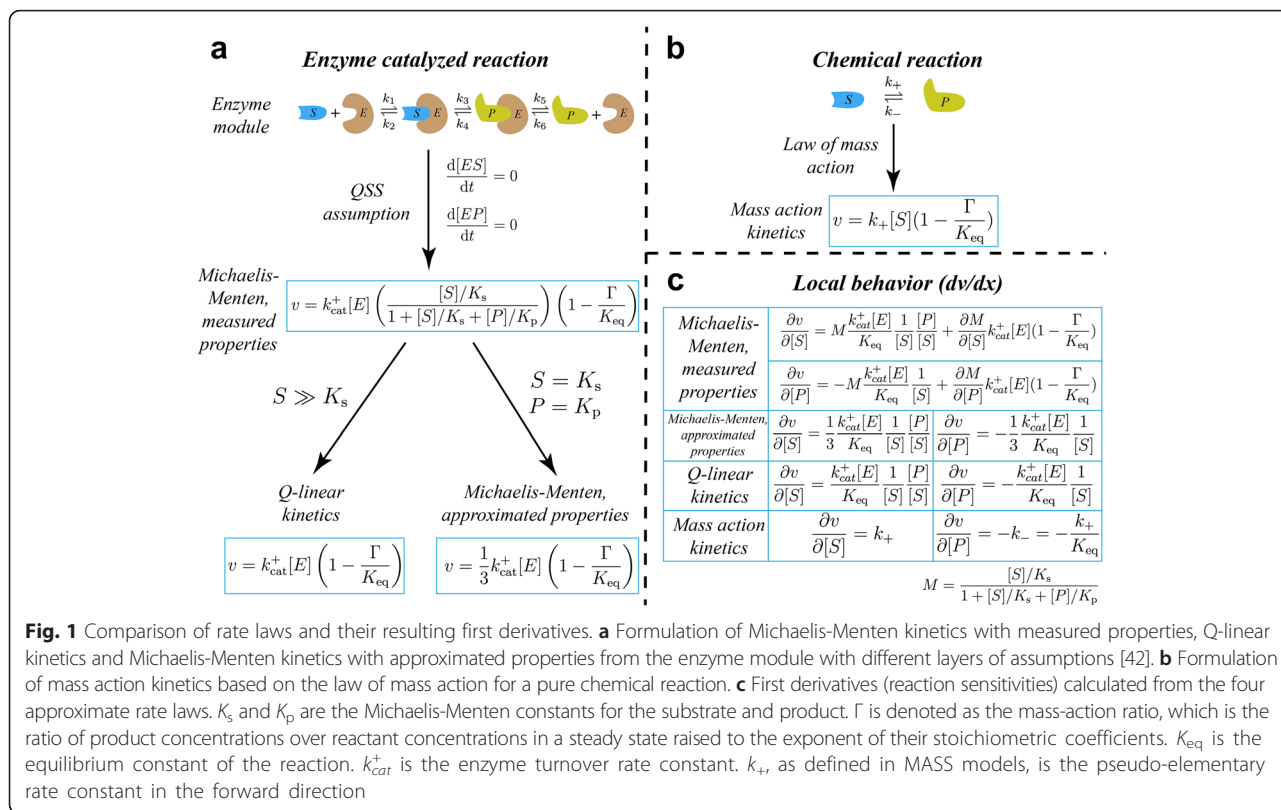 a
Enzyme catalyzed reaction
Enzyme module
S + E k₁ ⇌ k₂ S E k₃ ⇌ k₄ P E k₅ ⇌ k₆ P + E
QSS assumption
d[ES]/dt = 0
d[EP]/dt = 0
Michaelis-
Menten,
measured
properties
v = k⁺cat[E] ( [S]/Ks / (1 + [S]/Ks + [P]/Kp) ) (1 − Γ/Keq)
S ≫ Ks
S = Ks
P = Kp
Q-linear
kinetics
v = k⁺cat[E] (1 − Γ/Keq)
Michaelis-Menten,
approximated properties
v = 1/3 k⁺cat[E] (1 − Γ/Keq)
b
Chemical reaction
S k₊ ⇌ k₋ P
Law of mass
action
Mass action
kinetics
v = k₊[S](1 − Γ/Keq)
c
Local behavior (dv/dx)
Michaelis-
Menten,
measured
properties
∂v/∂[S] = M k⁺cat[E]/Keq 1/[S] [P]/[S] + ∂M/∂[S] k⁺cat[E](1 − Γ/Keq)
∂v/∂[P] = −M k⁺cat[E]/Keq 1/[S] + ∂M/∂[P] k⁺cat[E](1 − Γ/Keq)
Michaelis-Menten,
approximated
properties
∂v/∂[S] = 1/3 k⁺cat[E]/Keq 1/[S] [P]/[S]
∂v/∂[P] = −1/3 k⁺cat[E]/Keq 1/[S]
Q-linear
kinetics
∂v/∂[S] = k⁺cat[E]/Keq 1/[S] [P]/[S]
∂v/∂[P] = −k⁺cat[E]/Keq 1/[S]
Mass action
kinetics
∂v/∂[S] = k₊
∂v/∂[P] = −k₋ = −k₊/Keq
M = [S]/Ks / (1 + [S]/Ks + [P]/Kp)
Fig. 1 Comparison of rate laws and their resulting first derivatives. a Formulation of Michaelis-Menten kinetics with measured properties, Q-linear
kinetics and Michaelis-Menten kinetics with approximated properties from the enzyme module with different layers of assumptions [42]. b Formulation
of mass action kinetics based on the law of mass action for a pure chemical reaction. c First derivatives (reaction sensitivities) calculated from the four
approximate rate laws. Ks and Kp are the Michaelis-Menten constants for the substrate and product. Γ is denoted as the mass-action ratio, which is the
ratio of product concentrations over reactant concentrations in a steady state raised to the exponent of their stoichiometric coefficients. Keq is the
equilibrium constant of the reaction. k⁺cat is the enzyme turnover rate constant. k₊, as defined in MASS models, is the pseudo-elementary
rate constant in the forward direction